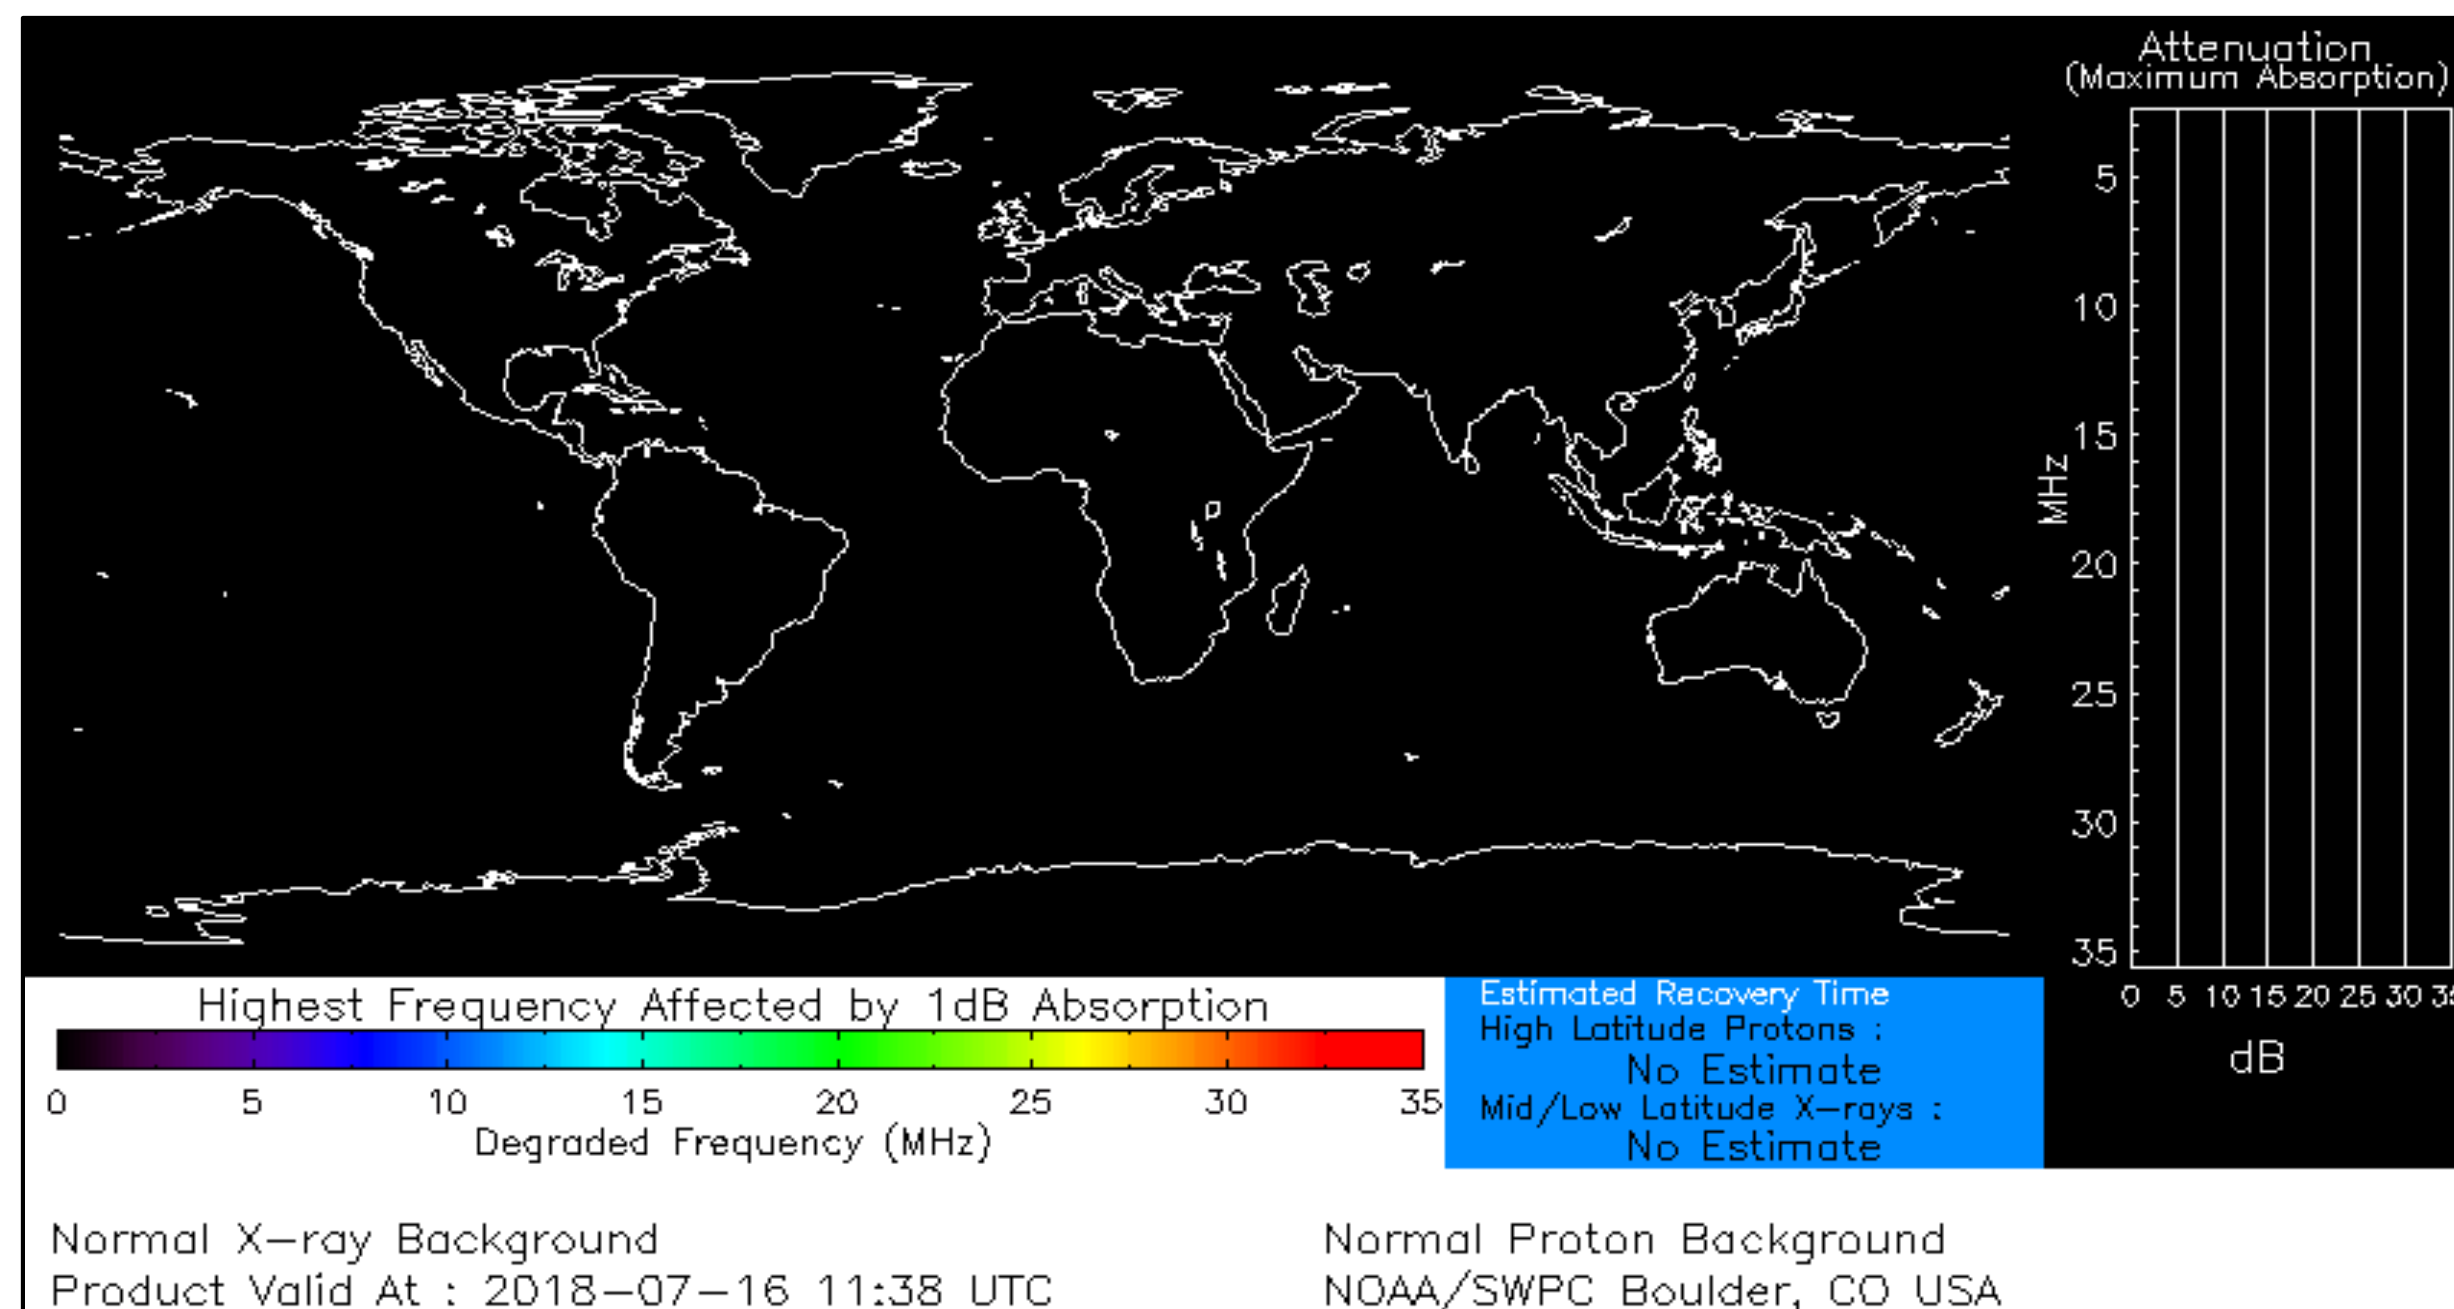 Attenuation
(Maximum Absorption)
5
10
15
20
25
30
35
MHz
0 5 10 15 20 25 30
dB
Highest Frequency Affected by 1dB Absorption
0 5 10 15 20 25 30 35
Degraded Frequency (MHz)
Estimated Recovery Time
High Latitude Protons :
No Estimate
Mid/Low Latitude X-rays :
No Estimate
Normal X-ray Background
Normal Proton Background
Product Valid At : 2018-07-16 11:38 UTC
NOAA/SWPC Boulder, CO USA